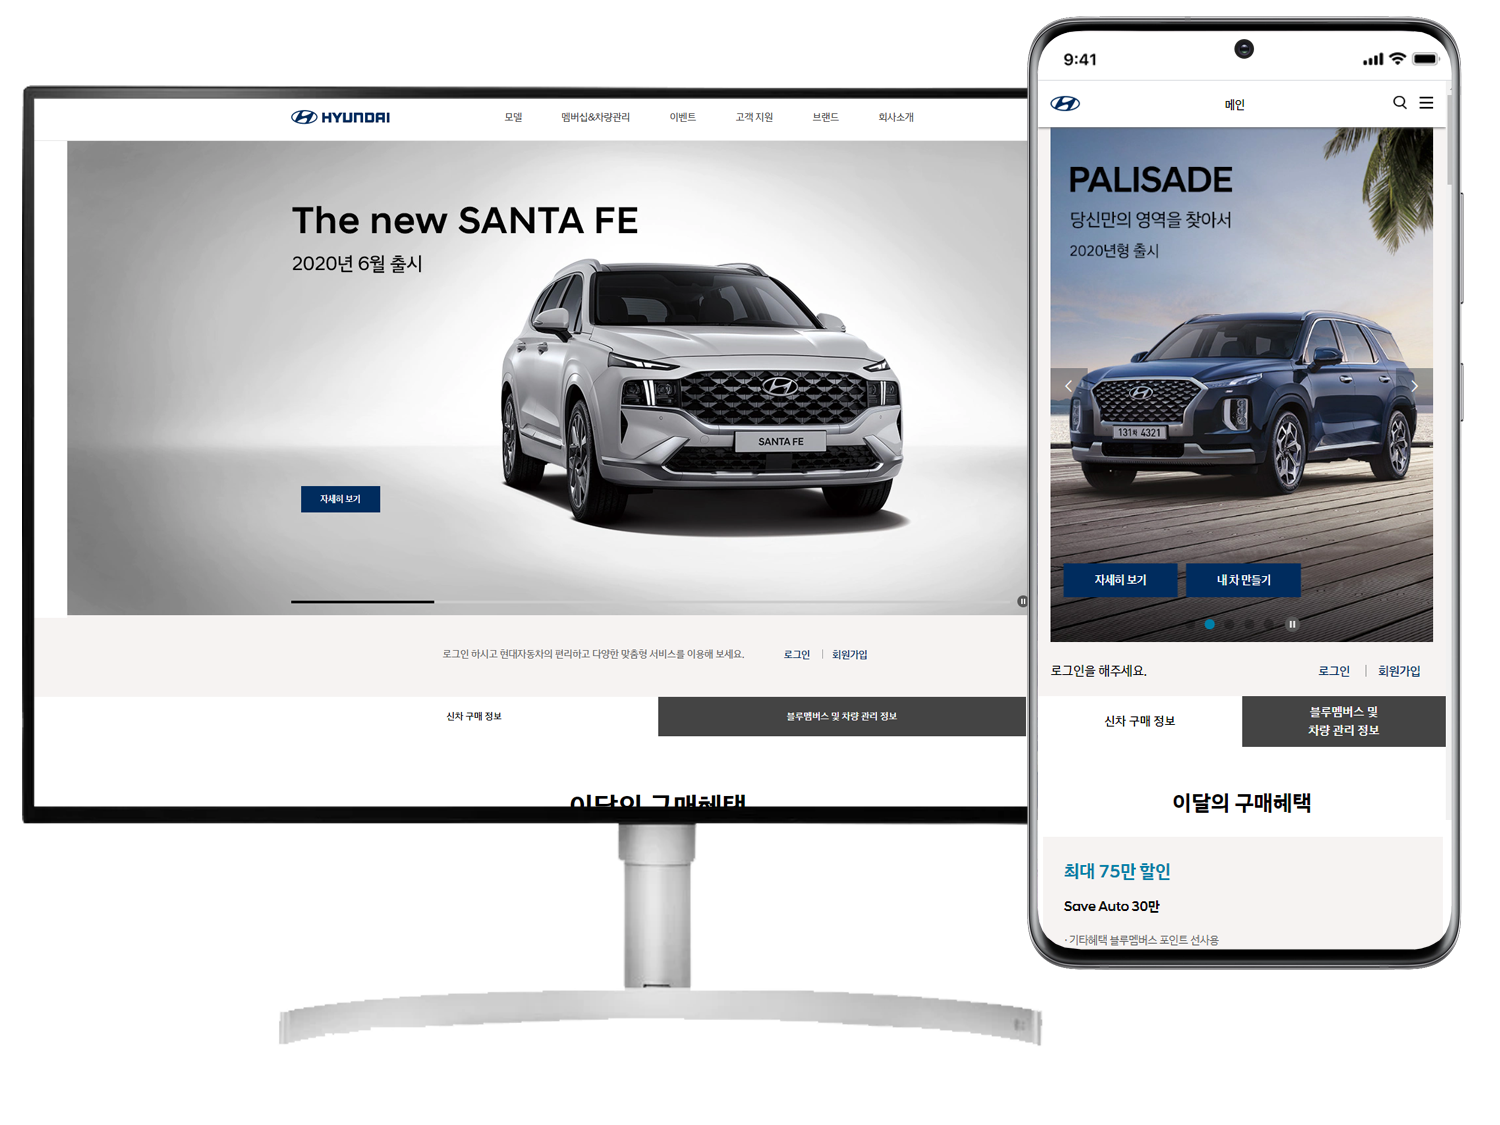 HYUNDAI
모델 멤버십&차량관리 이벤트 고객 지원 브랜드 회사소개
The new SANTA FE
2020년 6월 출시
SANTA FE
자세히 보기
로그인 하시고 현대자동차의 편리하고 다양한 맞춤형 서비스를 이용해 보세요. 로그인 | 회원가입
신차 구매 정보 블루멤버스 및 차량 관리 정보
이달의 구매혜택
9:41
메인
PALISADE
당신만의 영역을 찾아서
2020년형 출시
131하 4321
자세히 보기 내 차 만들기
로그인을 해주세요. 로그인 | 회원가입
신차 구매 정보 블루멤버스 및
차량 관리 정보
이달의 구매혜택
최대 75만 할인
Save Auto 30만
· 기타혜택 블루멤버스 포인트 선사용